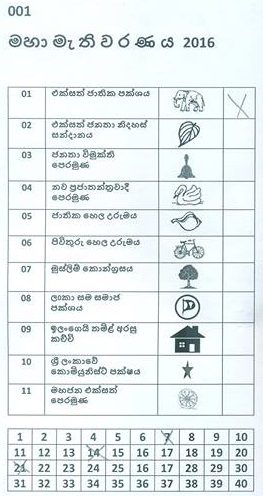 001
මහා මැතිවරණය 2016
01 එක්සත් ජාතික පක්ශය
02 එක්සත් ජනතා නිදහස්
සන්දානය
03 ජනතා විමුක්ති
පෙරමුණ
04 නව ප්‍රජාතන්ත්‍රවාදී
පෙරමුණ
05 ජාතික හෙල උරුමය
06 පිවිතුරු හෙල උරුමය
07 මුස්ලිම් කොන්ග්‍රසය
08 ලංකා සම සමාජ
පක්ශය
09 ඉලංගෙයි තමිල් අරසු
කච්චි
10 ශ්‍රී ලංකාවේ
කොමියුනිස්ට් පක්ෂය
11 මහජන එක්සත්
පෙරමුණ
1 2 3 4 5 6 7 8 9 10
11 12 13 14 15 16 17 18 19 20
21 22 23 24 25 16 17 28 29 30
31 32 33 34 35 36 37 38 39 40